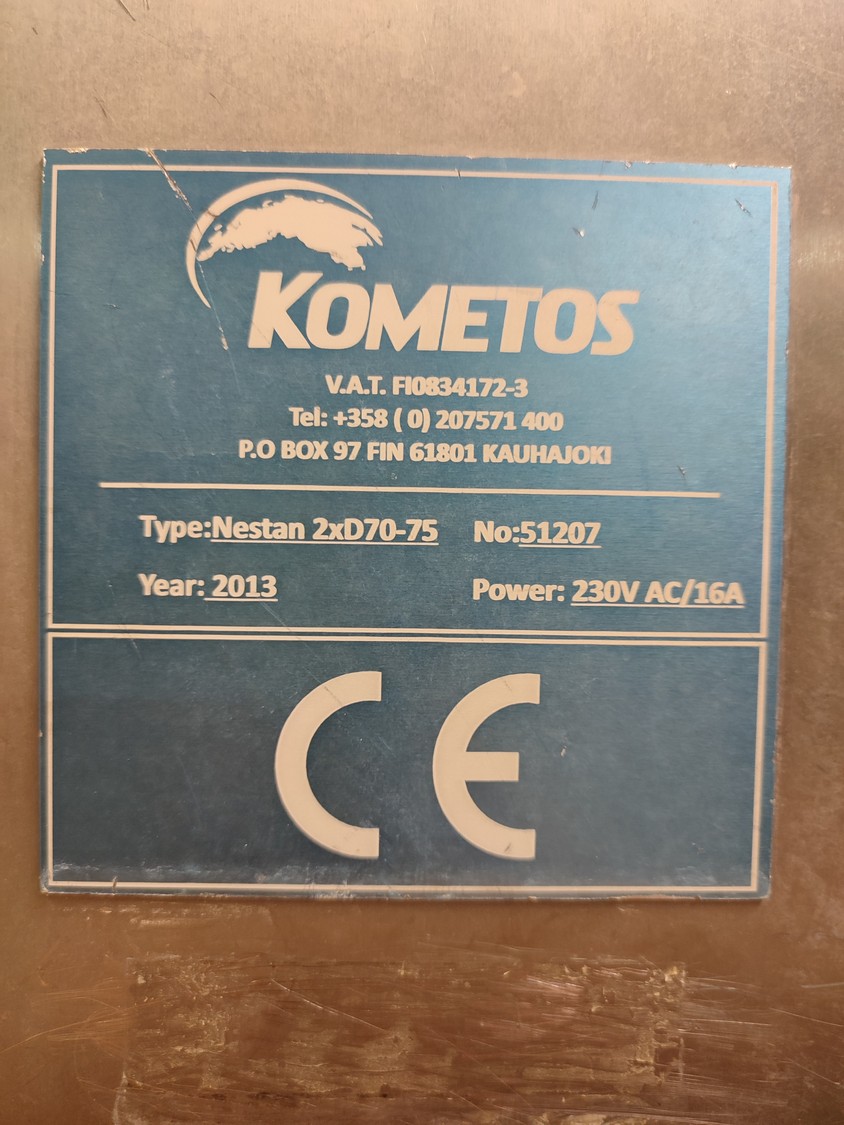 KOMETOS
V.A.T. FI0834172-3
Tel: +358 ( 0) 207571 400
P.O BOX 97 FIN 61801 KAUHAJOKI
Type:Nestan 2xD70-75 No:51207
Year: 2013 Power: 230V AC/16A
CE